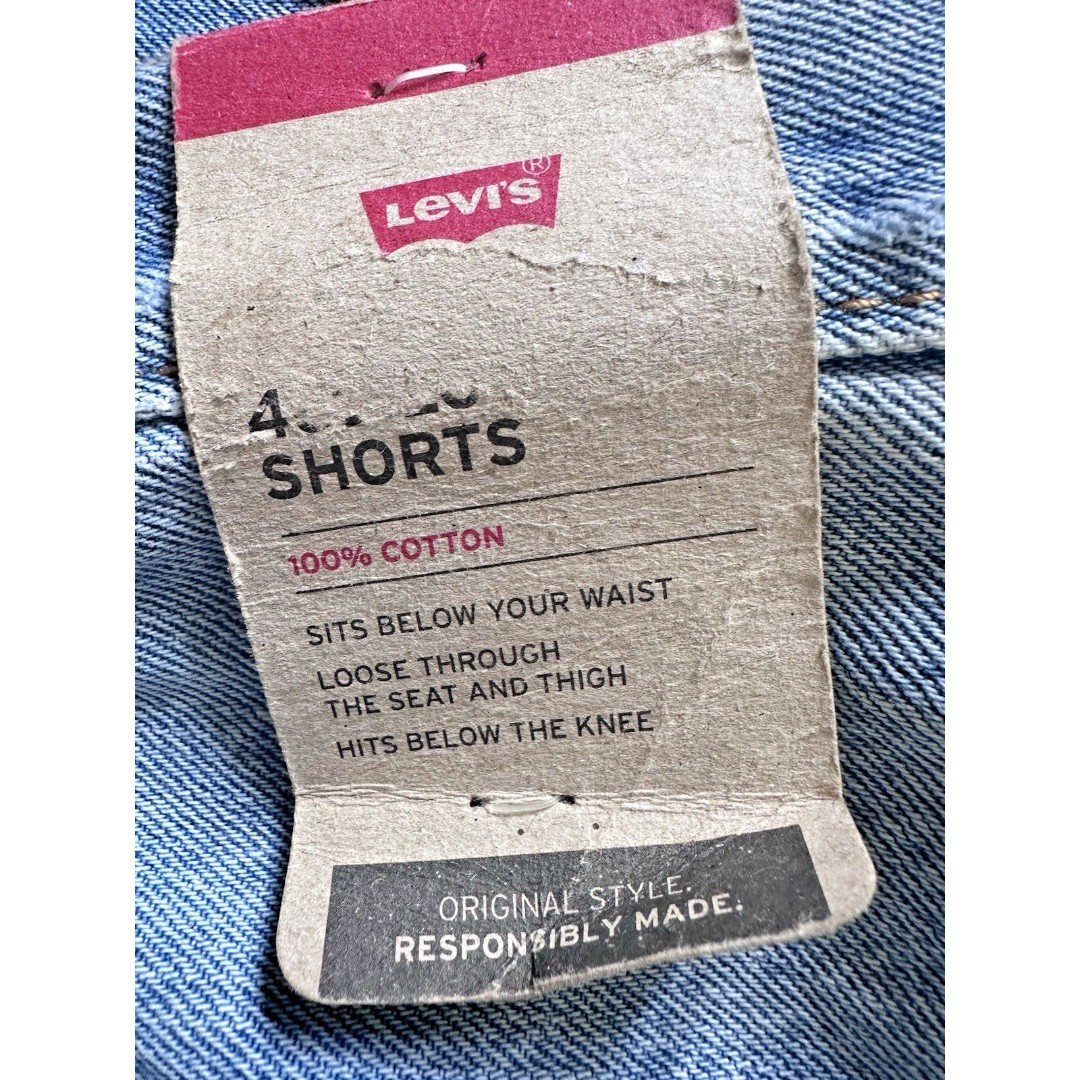 Levi's®
SHORTS
100% COTTON
SITS BELOW YOUR WAIST
LOOSE THROUGH
THE SEAT AND THIGH
HITS BELOW THE KNEE
ORIGINAL STYLE.
RESPONSIBLY MADE.